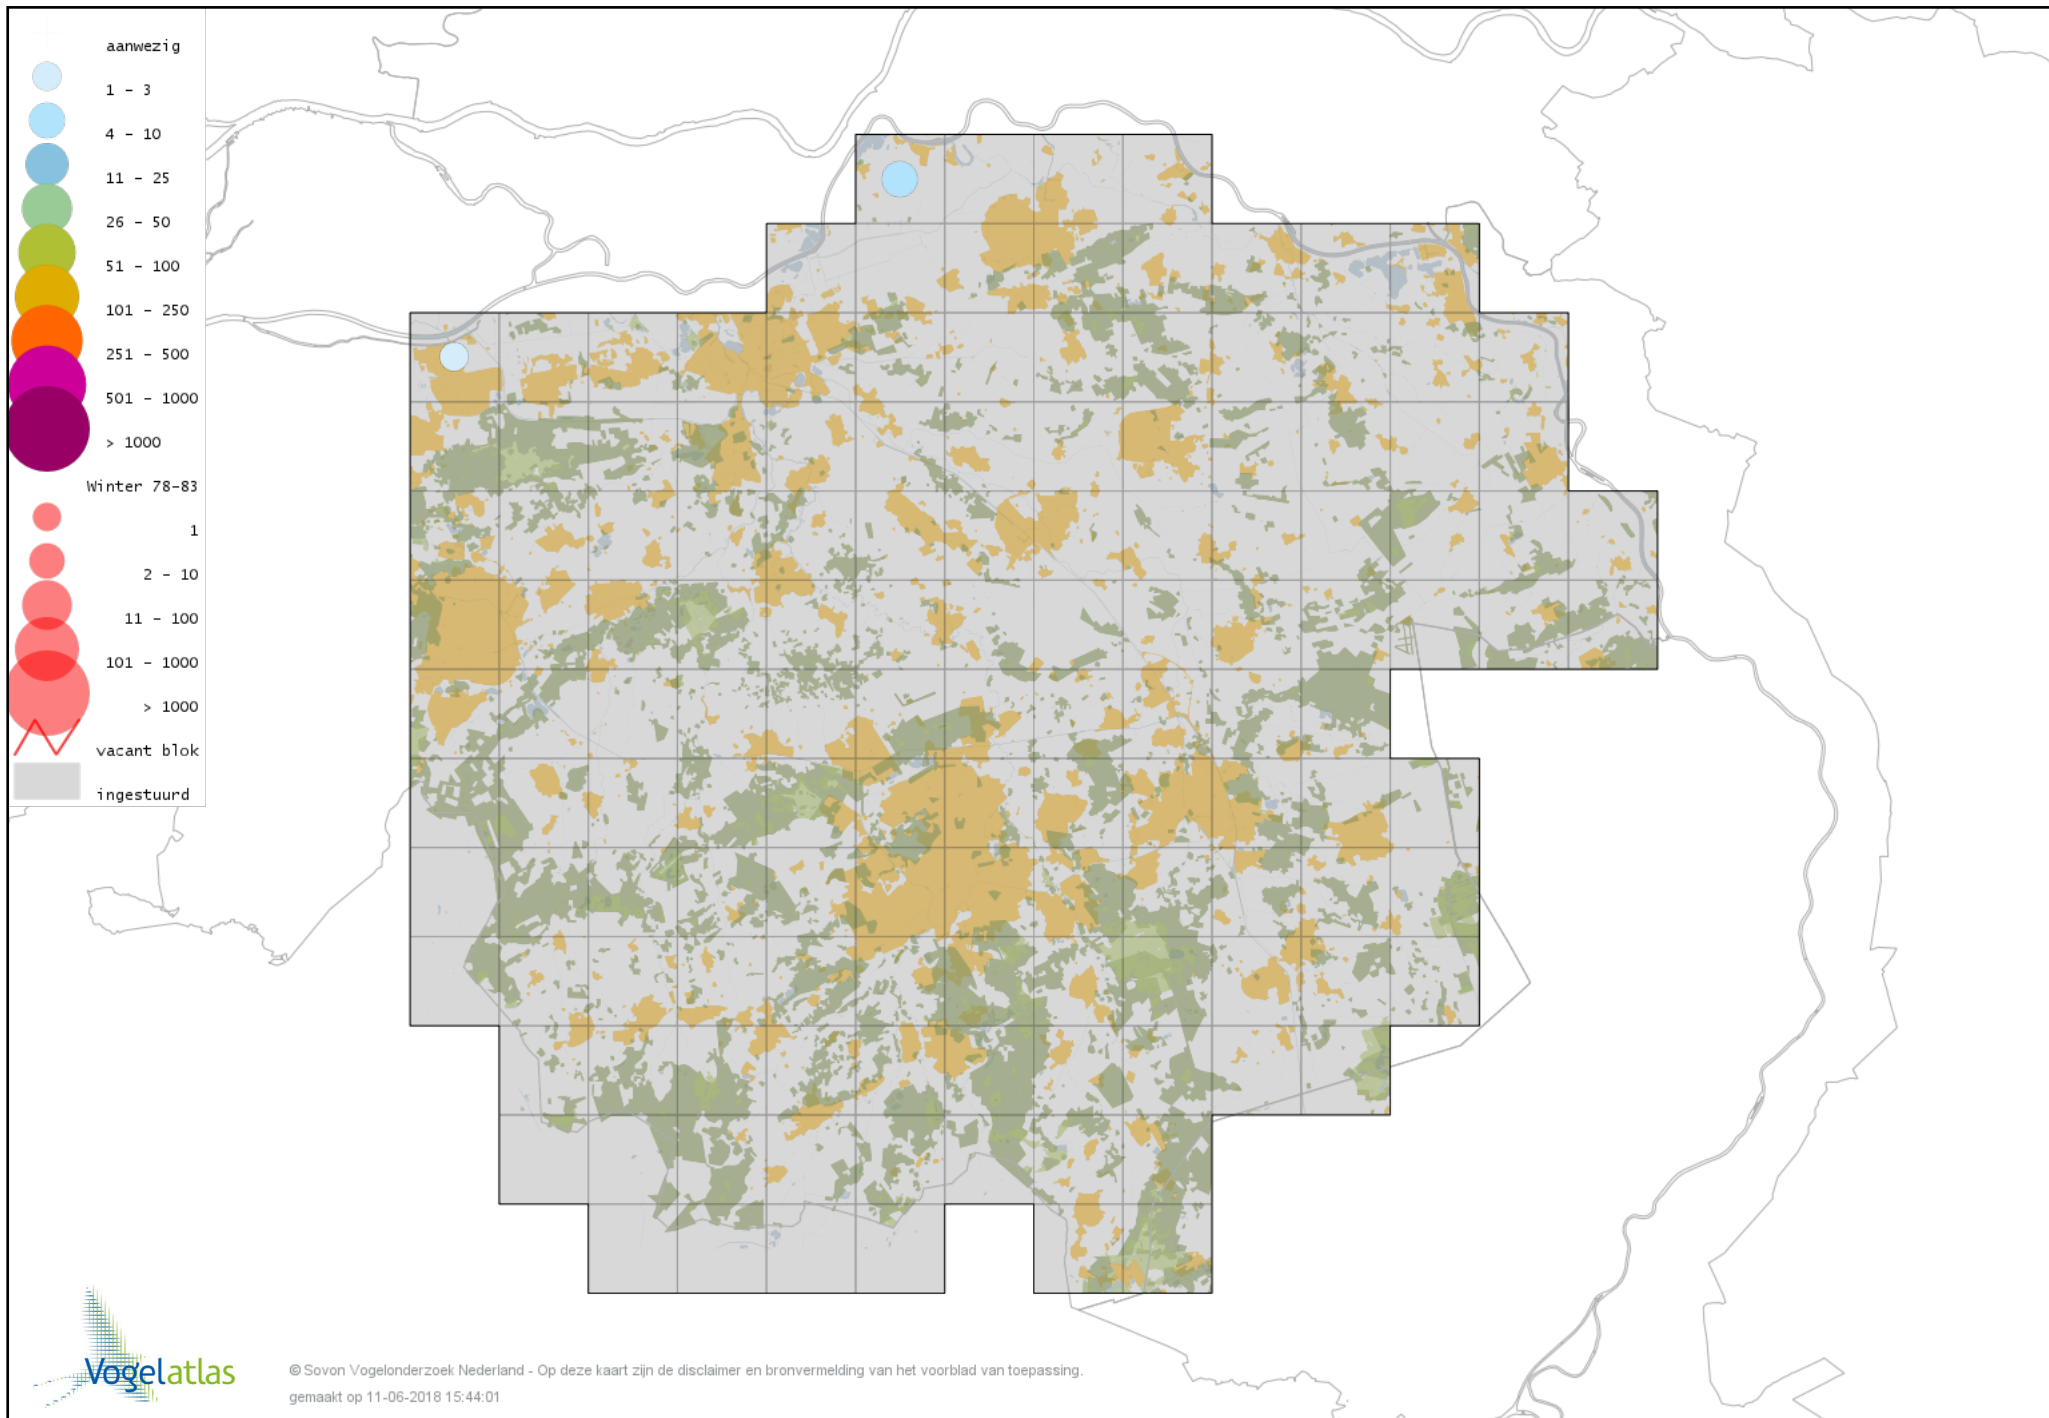 aanwezig
1 - 3
4 - 10
11 - 25
26 - 50
51 - 100
101 - 250
251 - 500
501 - 1000
> 1000
Winter 78-83
1
2 - 10
11 - 100
101 - 1000
> 1000
vacant blok
ingestuurd
Vogelatlas
© Sovon Vogelonderzoek Nederland - Op deze kaart zijn de disclaimer en bronvermelding van het voorblad van toepassing.
gemaakt op 11-06-2018 15:44:01